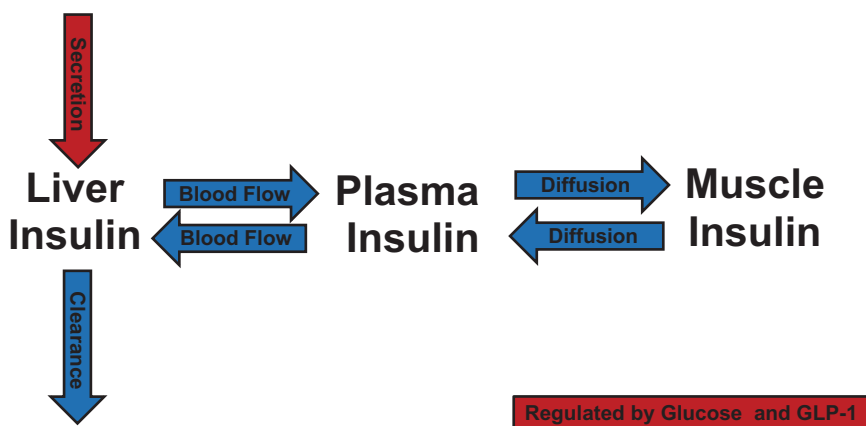 Secretion
Liver
Insulin
Blood Flow
Blood Flow
Plasma
Insulin
Diffusion
Diffusion
Muscle
Insulin
Clearance
Regulated by Glucose and GLP-1